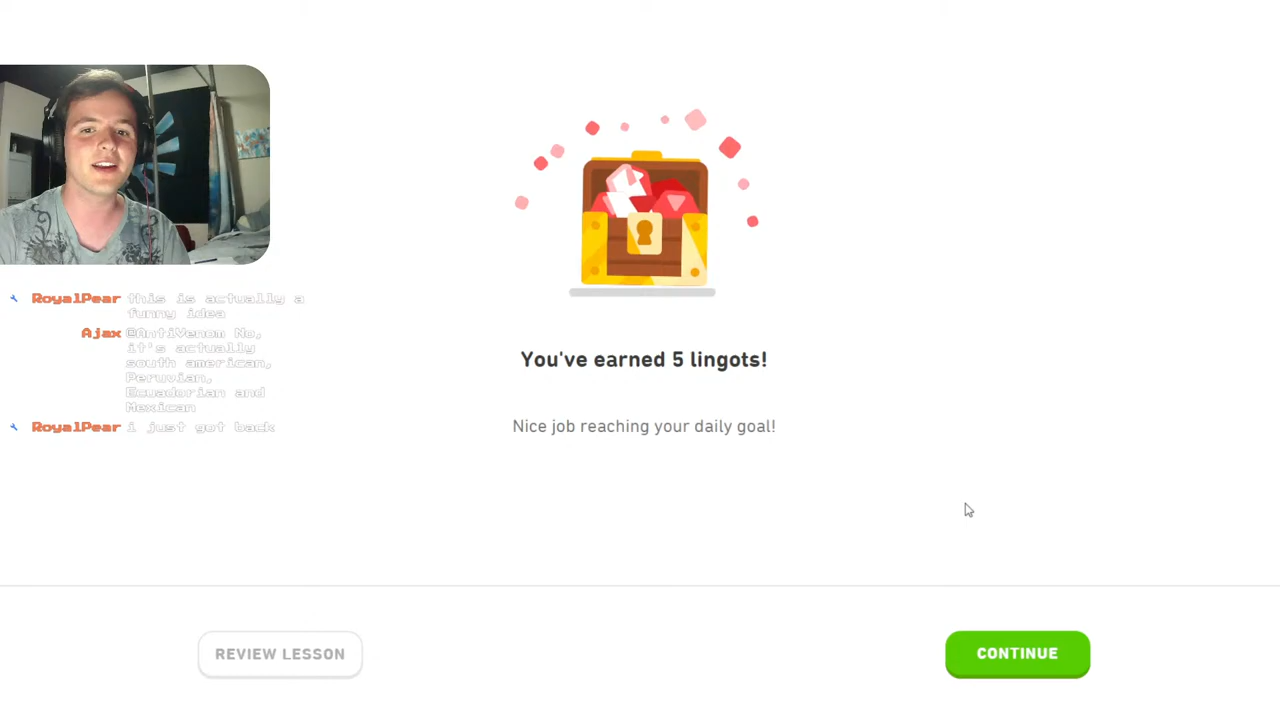 RoyalPear this is actually a
funny idea
Ajax @AntiVenom No,
it's actually
south american,
Peruvian,
Ecuadorian and
Mexican
RoyalPear i just got back
You've earned 5 lingots!
Nice job reaching your daily goal!
REVIEW LESSON
CONTINUE